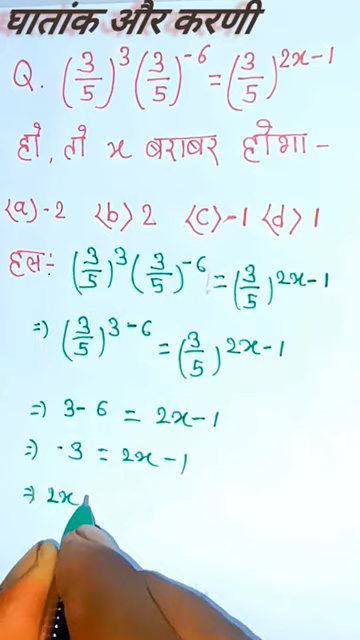 घातांक और करणी
Q. (3/5)^3 (3/5)^-6 = (3/5)^2x-1
हो, तो x बराबर होगा -
(a) -2 (b) 2 (c) -1 (d) 1
हल :- (3/5)^3 (3/5)^-6 = (3/5)^2x-1
=) (3/5)^3-6 = (3/5)^2x-1
=) 3-6 = 2x-1
=) -3 = 2x-1
=) 2x